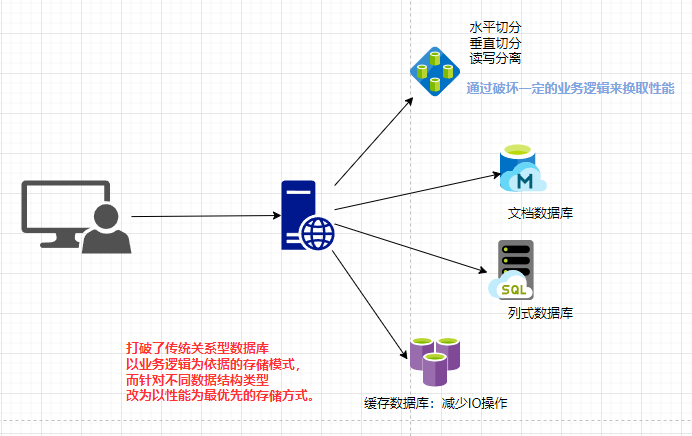 水平切分
垂直切分
读写分离
通过破坏一定的业务逻辑来换取性能
M
文档数据库
SQL
列式数据库
打破了传统关系型数据库
以业务逻辑为依据的存储模式，
而针对不同数据结构类型
改为以性能为最优先的存储方式。
缓存数据库：减少IO操作